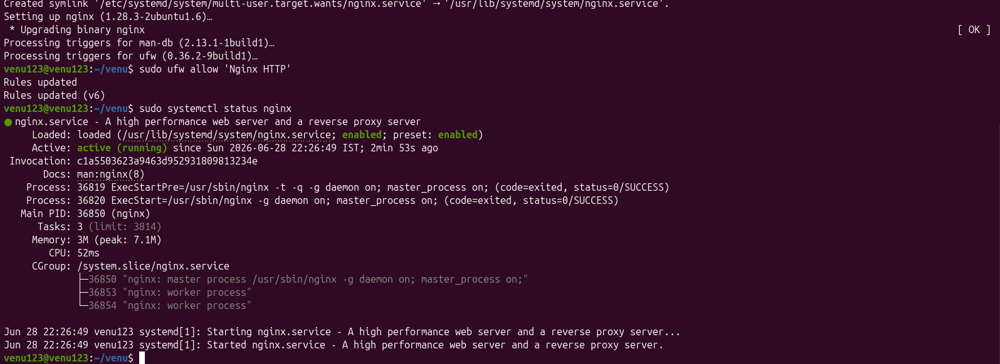 Created symlink '/etc/systemd/system/multi-user.target.wants/nginx.service' → '/usr/lib/systemd/system/nginx.service'.
Setting up nginx (1.28.3-2ubuntu1.6)…
 * Upgrading binary nginx [ OK ]
Processing triggers for man-db (2.13.1-1build1)…
Processing triggers for ufw (0.36.2-9build1)…
venu123@venu123:~/venu$ sudo ufw allow 'Nginx HTTP'
Rules updated
Rules updated (v6)
venu123@venu123:~/venu$ sudo systemctl status nginx
● nginx.service - A high performance web server and a reverse proxy server
     Loaded: loaded (/usr/lib/systemd/system/nginx.service; enabled; preset: enabled)
     Active: active (running) since Sun 2026-06-28 22:26:49 IST; 2min 53s ago
 Invocation: c1a5503623a9463d952931809813234e
       Docs: man:nginx(8)
    Process: 36819 ExecStartPre=/usr/sbin/nginx -t -q -g daemon on; master_process on; (code=exited, status=0/SUCCESS)
    Process: 36820 ExecStart=/usr/sbin/nginx -g daemon on; master_process on; (code=exited, status=0/SUCCESS)
   Main PID: 36850 (nginx)
      Tasks: 3 (limit: 3814)
     Memory: 3M (peak: 7.1M)
        CPU: 52ms
     CGroup: /system.slice/nginx.service
             ├─36850 "nginx: master process /usr/sbin/nginx -g daemon on; master_process on;"
             ├─36853 "nginx: worker process"
             └─36854 "nginx: worker process"

Jun 28 22:26:49 venu123 systemd[1]: Starting nginx.service - A high performance web server and a reverse proxy server...
Jun 28 22:26:49 venu123 systemd[1]: Started nginx.service - A high performance web server and a reverse proxy server.
venu123@venu123:~/venu$